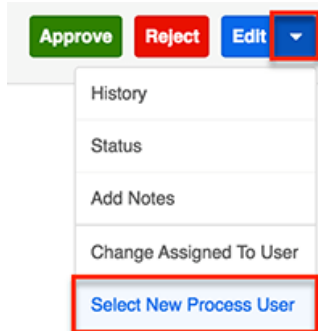 Approve Reject Edit
History
Status
Add Notes
Change Assigned To User
Select New Process User